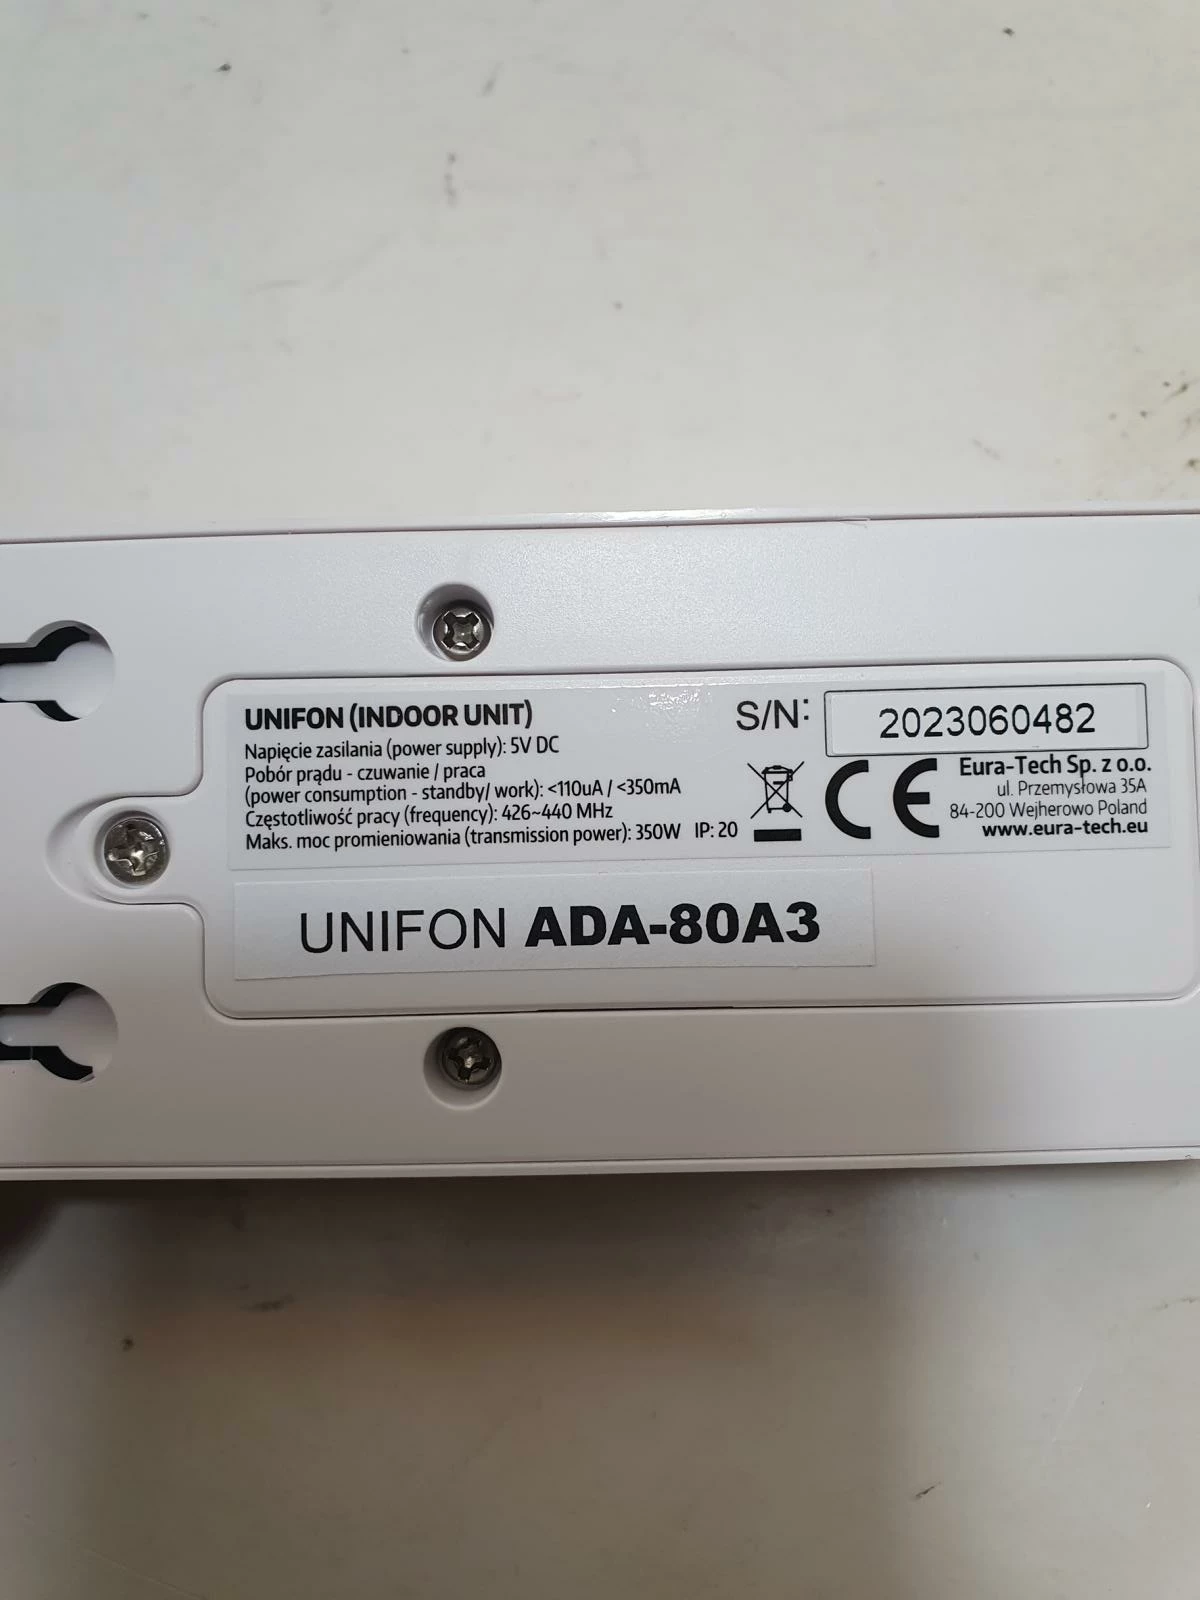 UNIFON (INDOOR UNIT)
Napięcie zasilania (power supply): 5V DC
Pobór prądu - czuwanie / praca
(power consumption - standby/ work): <110uA / <350mA
Częstotliwość pracy (frequency): 426~440 MHz
Maks. moc promieniowania (transmission power): 350W IP: 20
S/N: 2023060482
CE
Eura-Tech Sp. z o.o.
ul. Przemysłowa 35A
84-200 Wejherowo Poland
www.eura-tech.eu
UNIFON ADA-80A3